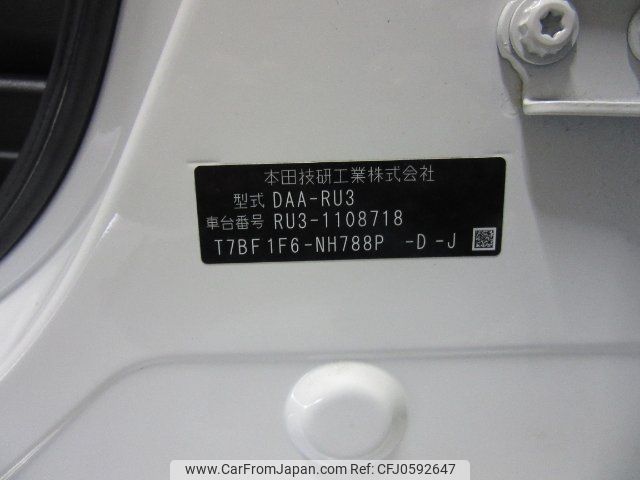 本田技研工業株式会社
型式 DAA-RU3
車台番号 RU3-1108718
T7BF1F6-NH788P -D -J
www.CarFromJapan.com | CarFromJapan - CFJ0592647